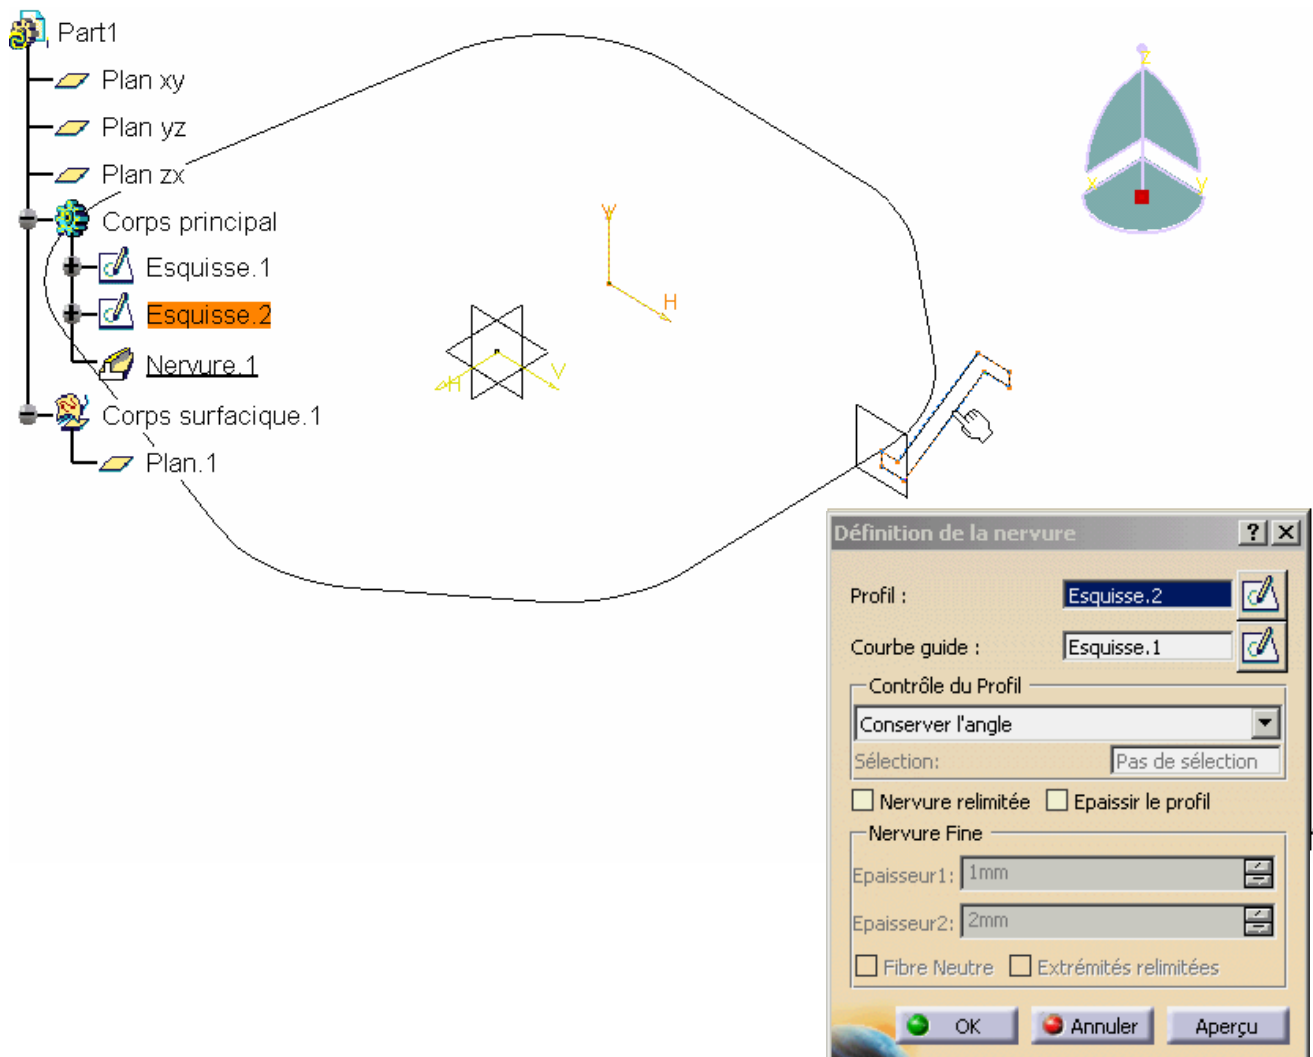 Part1
Plan xy
Plan yz
Plan zx
Corps principal
Esquisse.1
Esquisse.2
Nervure.1
Corps surfacique.1
Plan.1
z
x
y
V
H
H
V
Définition de la nervure
Profil :
Esquisse.2
Courbe guide :
Esquisse.1
Contrôle du Profil
Conserver l'angle
Sélection:
Pas de sélection
Nervure relimitée
Epaissir le profil
Nervure Fine
Epaisseur1:
1mm
Epaisseur2:
2mm
Fibre Neutre
Extrémités relimitées
OK
Annuler
Aperçu